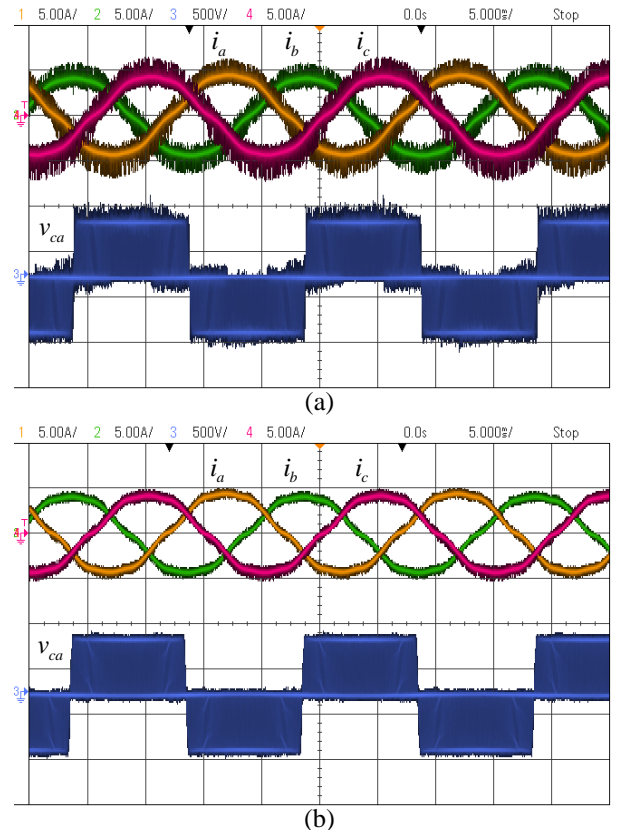 1 5.00A/ 2 5.00A/ 3 500V/ 4 5.00A/ 0.0s 5.000ms/ Stop
i_a i_b i_c
T
v_ca
3
(a)
1 5.00A/ 2 5.00A/ 3 500V/ 4 5.00A/ 0.0s 5.000ms/ Stop
i_a i_b i_c
T
v_ca
3
(b)